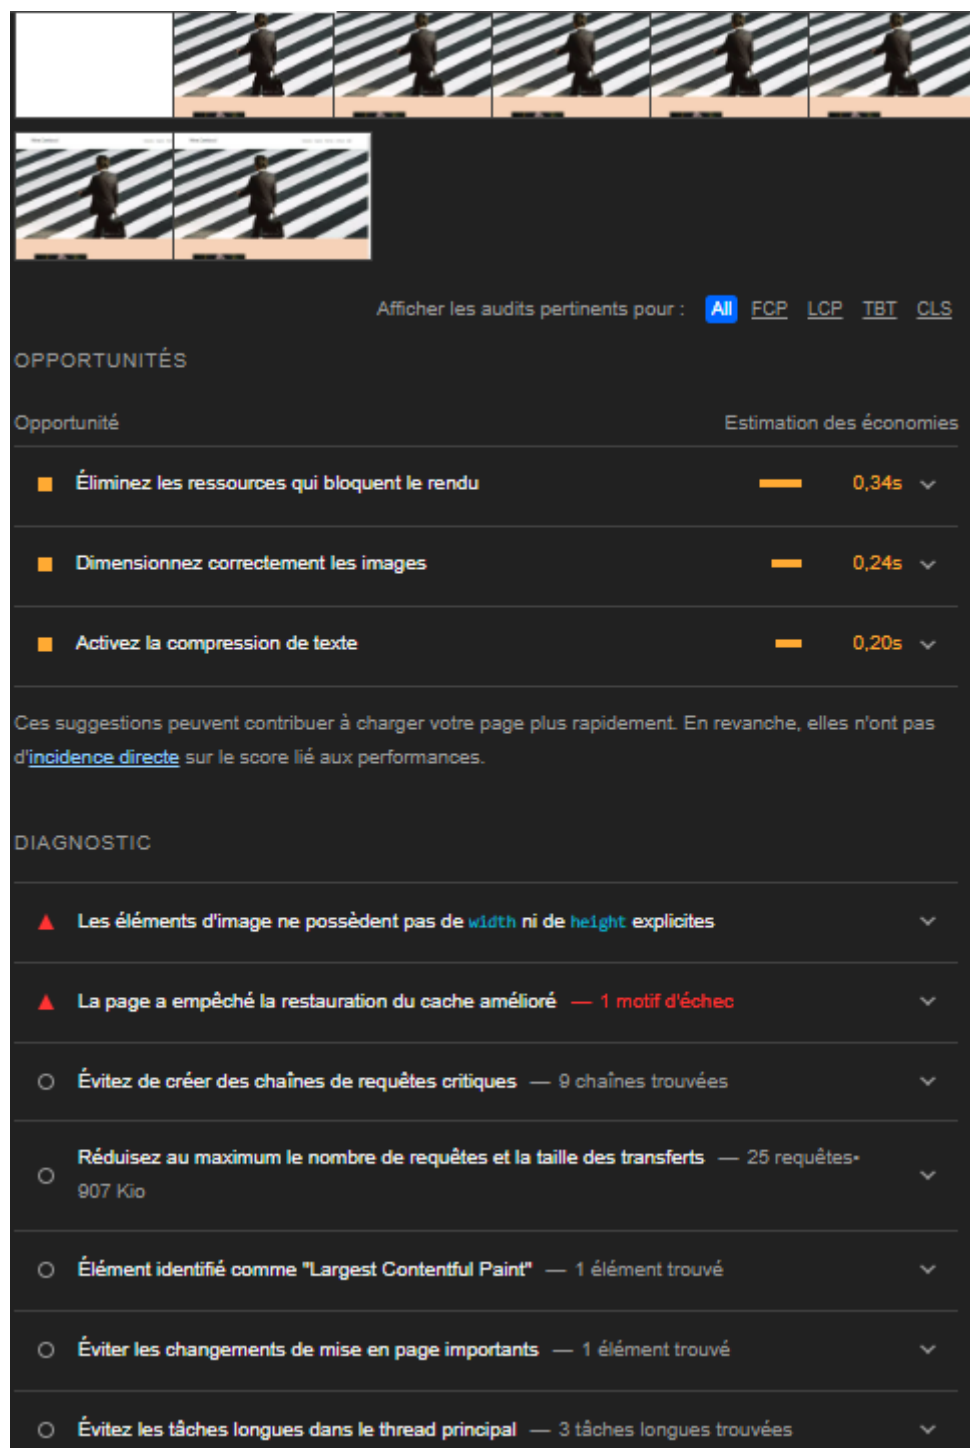 Afficher les audits pertinents pour : All FCP LCP TBT CLS
OPPORTUNITÉS
Opportunité Estimation des économies
Éliminez les ressources qui bloquent le rendu 0,34s
Dimensionnez correctement les images 0,24s
Activez la compression de texte 0,20s
Ces suggestions peuvent contribuer à charger votre page plus rapidement. En revanche, elles n'ont pas
d'incidence directe sur le score lié aux performances.
DIAGNOSTIC
Les éléments d'image ne possèdent pas de width ni de height explicites
La page a empêché la restauration du cache amélioré — 1 motif d'échec
Évitez de créer des chaînes de requêtes critiques — 9 chaînes trouvées
Réduisez au maximum le nombre de requêtes et la taille des transferts — 25 requêtes•
907 Kio
Élément identifié comme "Largest Contentful Paint" — 1 élément trouvé
Éviter les changements de mise en page importants — 1 élément trouvé
Évitez les tâches longues dans le thread principal — 3 tâches longues trouvées